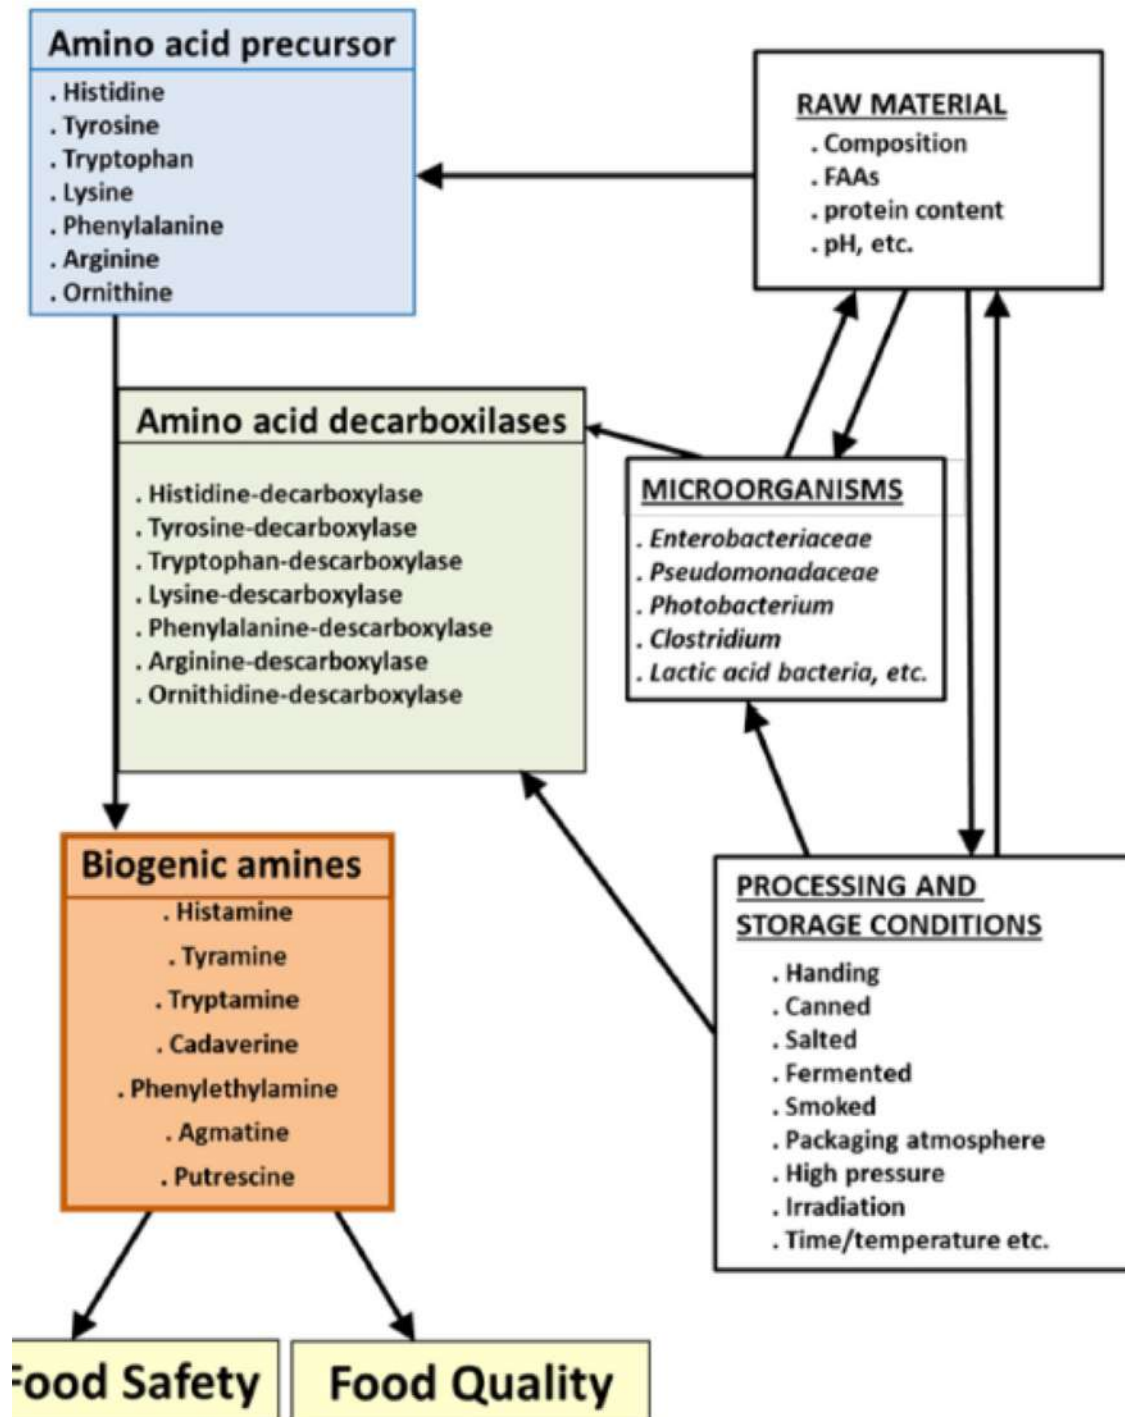 Amino acid precursor
. Histidine
. Tyrosine
. Tryptophan
. Lysine
. Phenylalanine
. Arginine
. Ornithine
RAW MATERIAL
. Composition
. FAAs
. protein content
. pH, etc.
Amino acid decarboxilases
. Histidine-decarboxylase
. Tyrosine-decarboxylase
. Tryptophan-descarboxylase
. Lysine-descarboxylase
. Phenylalanine-descarboxylase
. Arginine-descarboxylase
. Ornithidine-descarboxylase
MICROORGANISMS
. Enterobacteriaceae
. Pseudomonadaceae
. Photobacterium
. Clostridium
. Lactic acid bacteria, etc.
Biogenic amines
. Histamine
. Tyramine
. Tryptamine
. Cadaverine
. Phenylethylamine
. Agmatine
. Putrescine
PROCESSING AND
STORAGE CONDITIONS
. Handing
. Canned
. Salted
. Fermented
. Smoked
. Packaging atmosphere
. High pressure
. Irradiation
. Time/temperature etc.
Food Safety
Food Quality